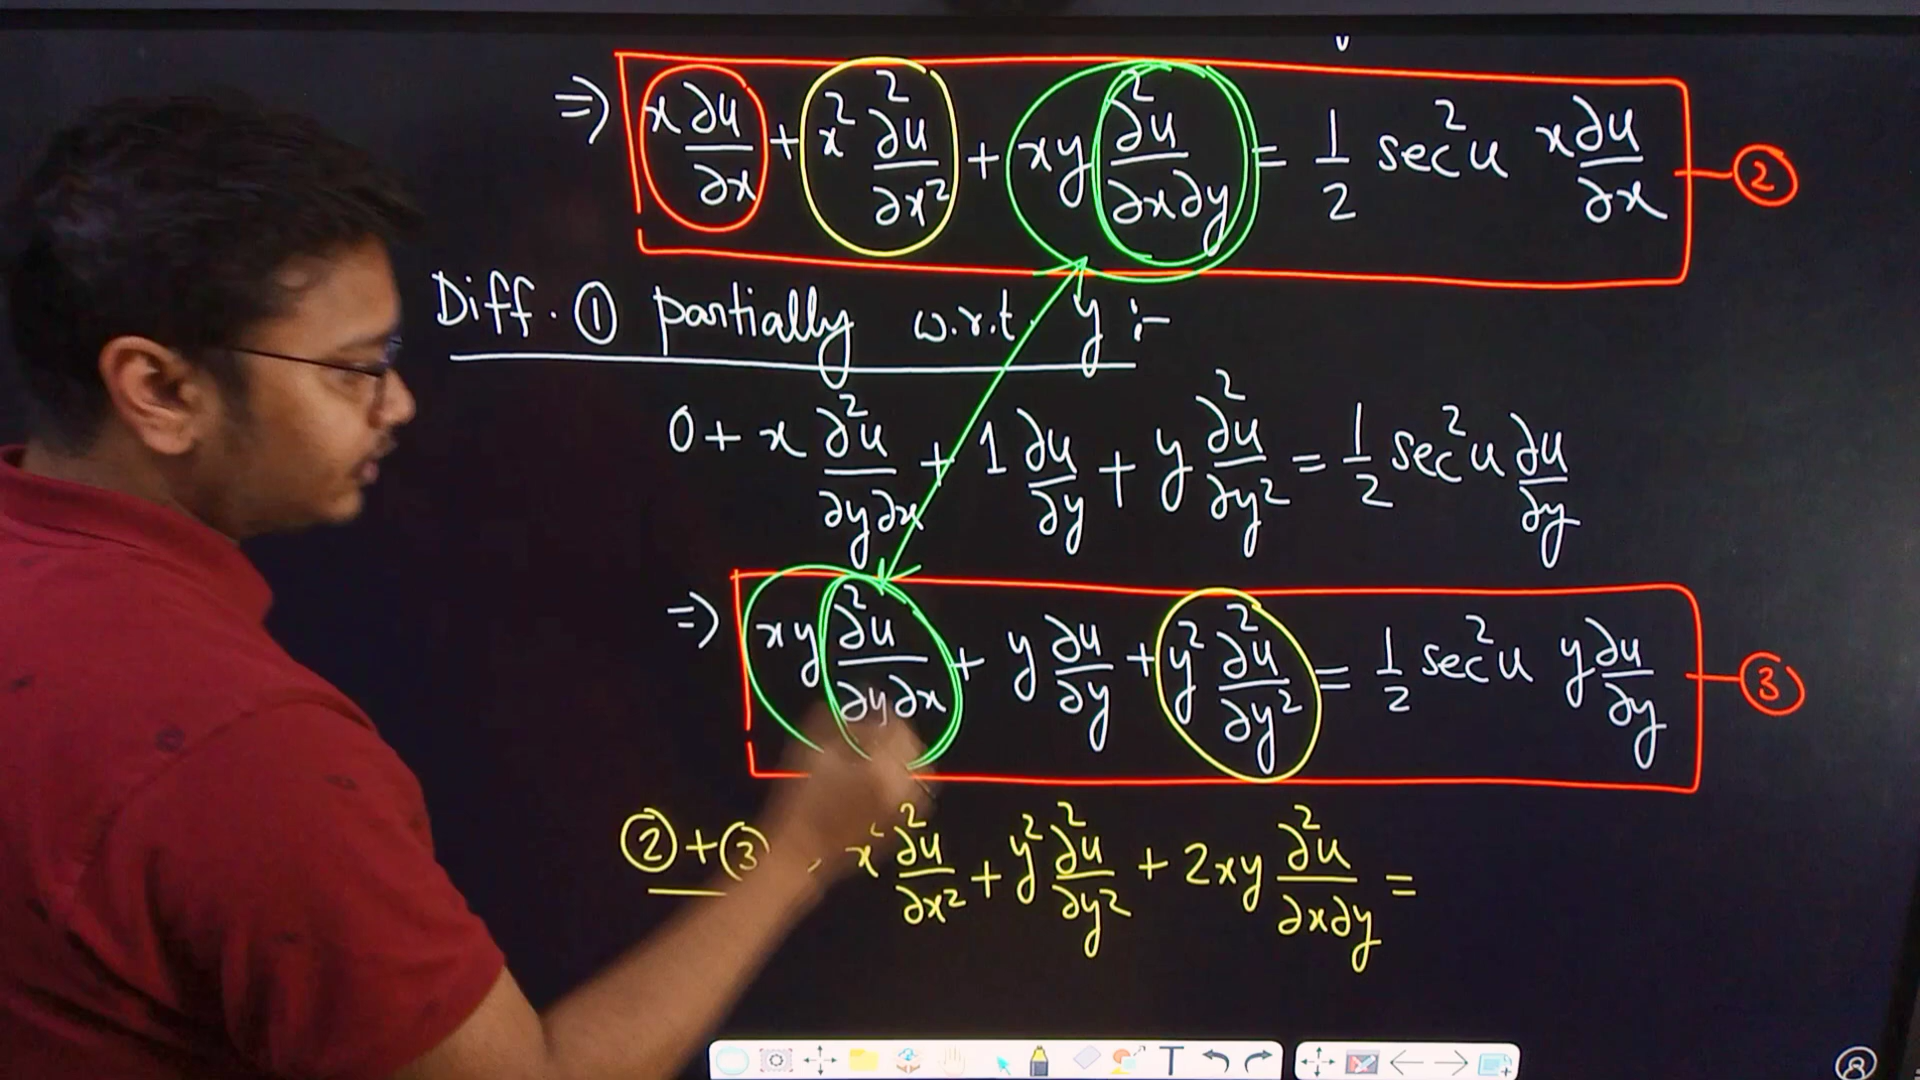 ⇒ x ∂u/∂x + x² ∂²u/∂x² + xy ∂²u/∂x∂y = 1/2 sec²u x ∂u/∂x — ②
Diff. ① partially w.r.t. y :-
0 + x ∂²u/∂y∂x + 1 ∂u/∂y + y ∂²u/∂y² = 1/2 sec²u ∂u/∂y
⇒ xy ∂²u/∂y∂x + y ∂u/∂y + y² ∂²u/∂y² = 1/2 sec²u y ∂u/∂y — ③
②+③ x² ∂²u/∂x² + y² ∂²u/∂y² + 2xy ∂²u/∂x∂y =
T
8